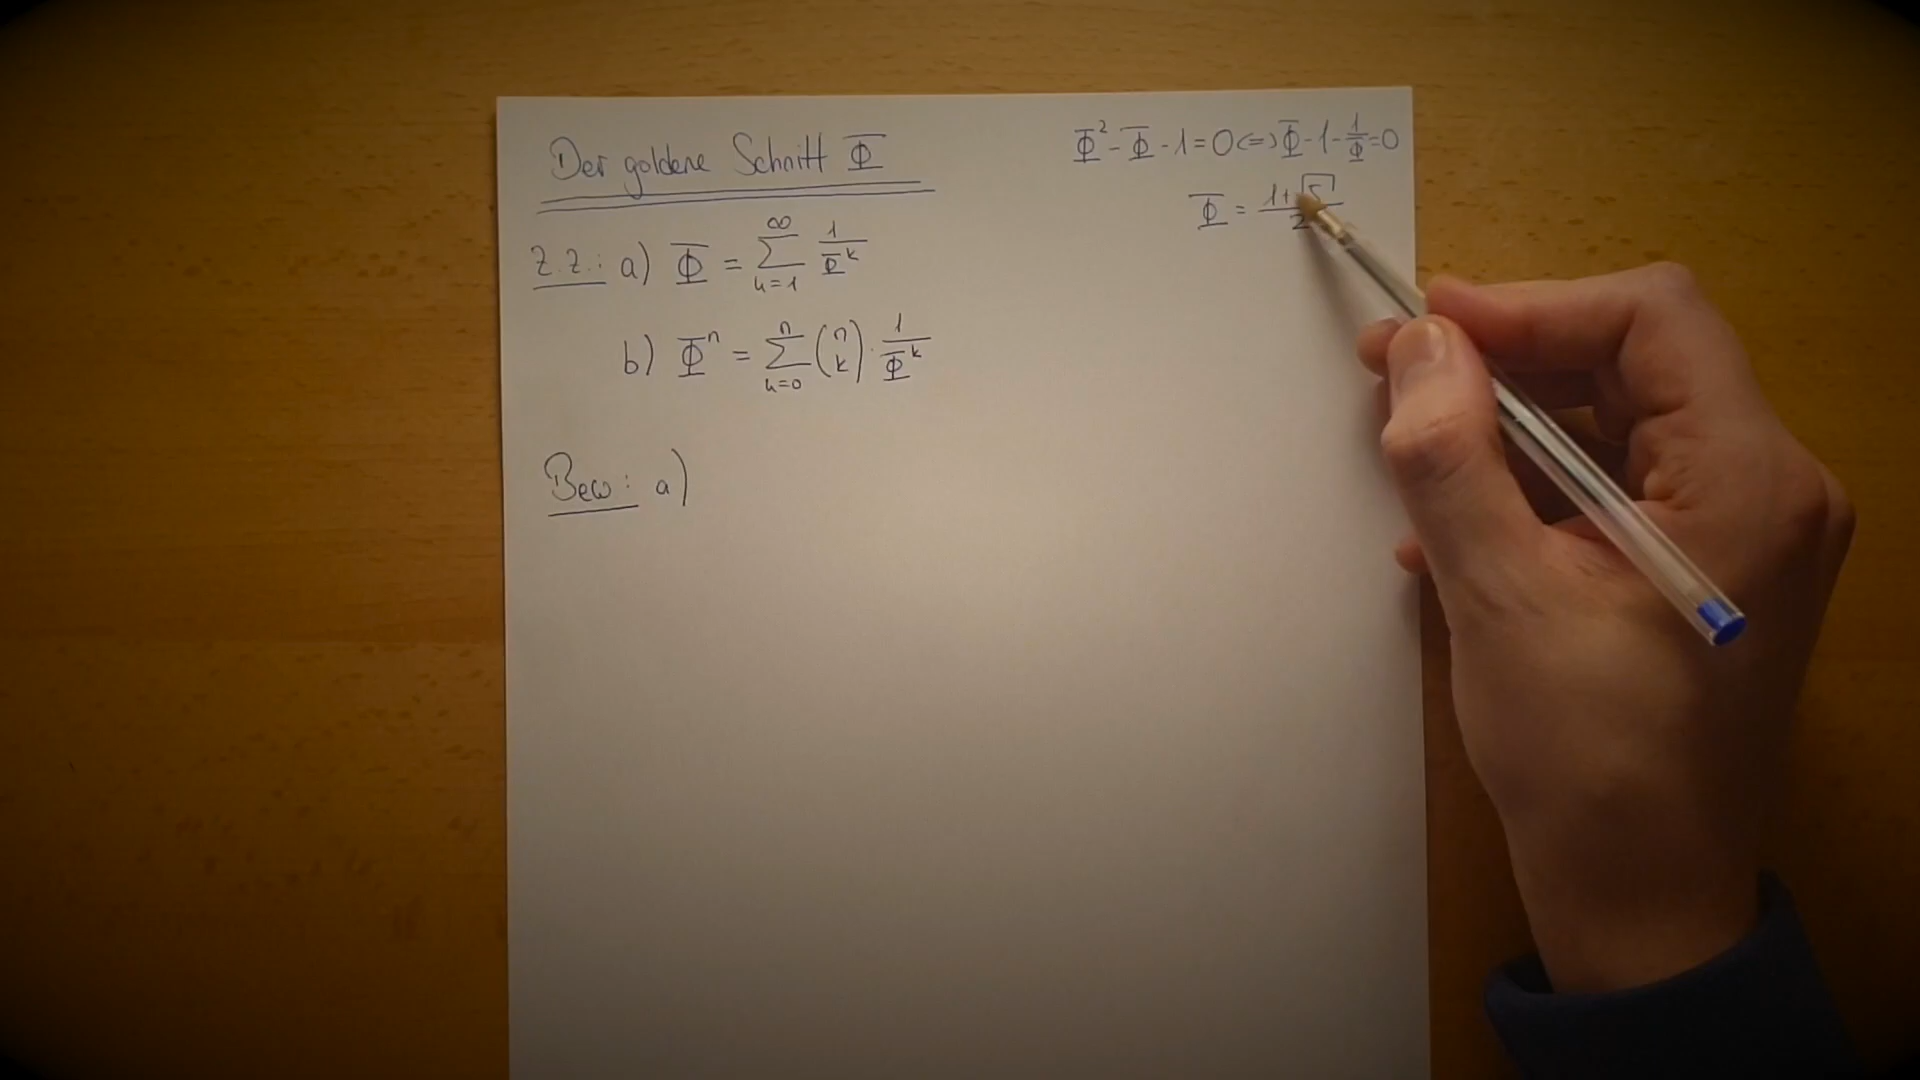 Der goldene Schnitt Φ
Φ² - Φ - 1 = 0 <=> Φ - 1 - 1/Φ = 0
Φ = (1+√5)/2
Z.Z.: a) Φ = ∑_{k=1}^{∞} 1/Φ^k
b) Φ^n = ∑_{k=0}^{n} (n k) · 1/Φ^k
Bew: a)